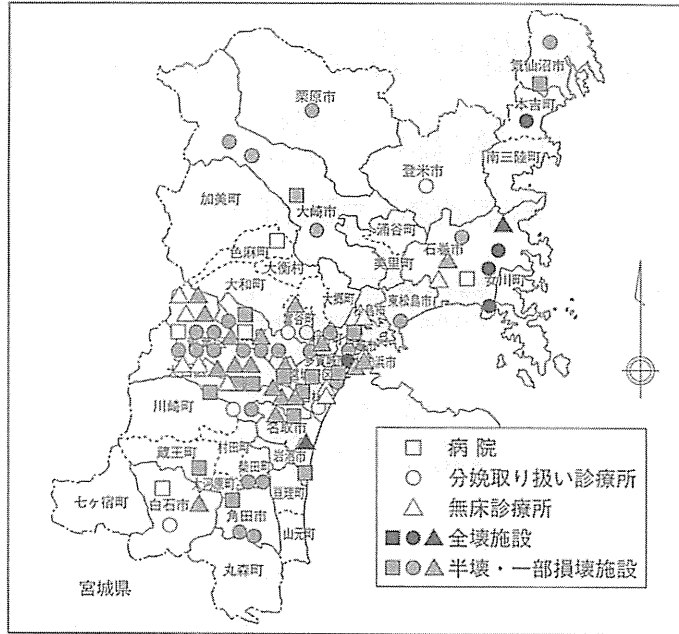 気仙沼市
本吉町
栗原市
南三陸町
登米市
加美町
大崎市
涌谷町
石巻市
色麻町
美里町
大衡村
女川町
大和町
大郷町
東松島市
松島町
富谷町
川崎町
名取市
村田町
岩沼市
蔵王町
柴田町
大河原町
亘理町
七ヶ宿町
白石市
角田市
山元町
丸森町
宮城県
病院
分娩取り扱い診療所
無床診療所
全壊施設
半壊・一部損壊施設